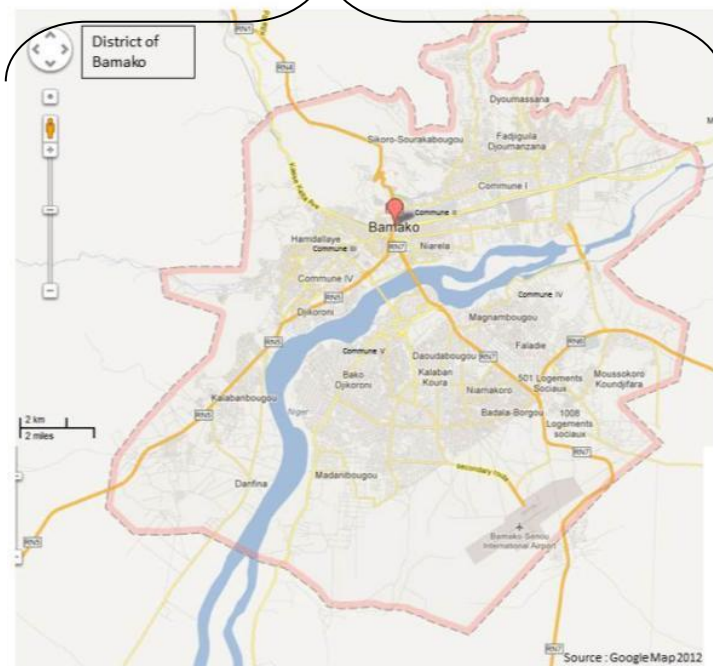 District of
Bamako
RN1
RN4
Dyoumassana
Fadjiguila
Djoumanzana
Sikoro-Sourakabougou
Commune I
Commune II
Bamako
Hamdallaye
Commune III
RN7
Niarela
Commune IV
RN5
Djikoroni
Commune IV
Magnambougou
RN5
Commune V
Daoudabougou
RN7
Faladie
RN6
Bako
Djikoroni
Kalaban
Koura
501 Logements
Sociaux
Moussokoro
Koundjifara
Kalabanbougou
Niamakoro
Niger
Badala-Borgou
1008
Logements
sociaux
RN5
2 km
2 miles
RN7
Madanibougou
secondary route
Danfina
RN5
Bamako-Senou
International Airport
RN7
Source : Google Map 2012